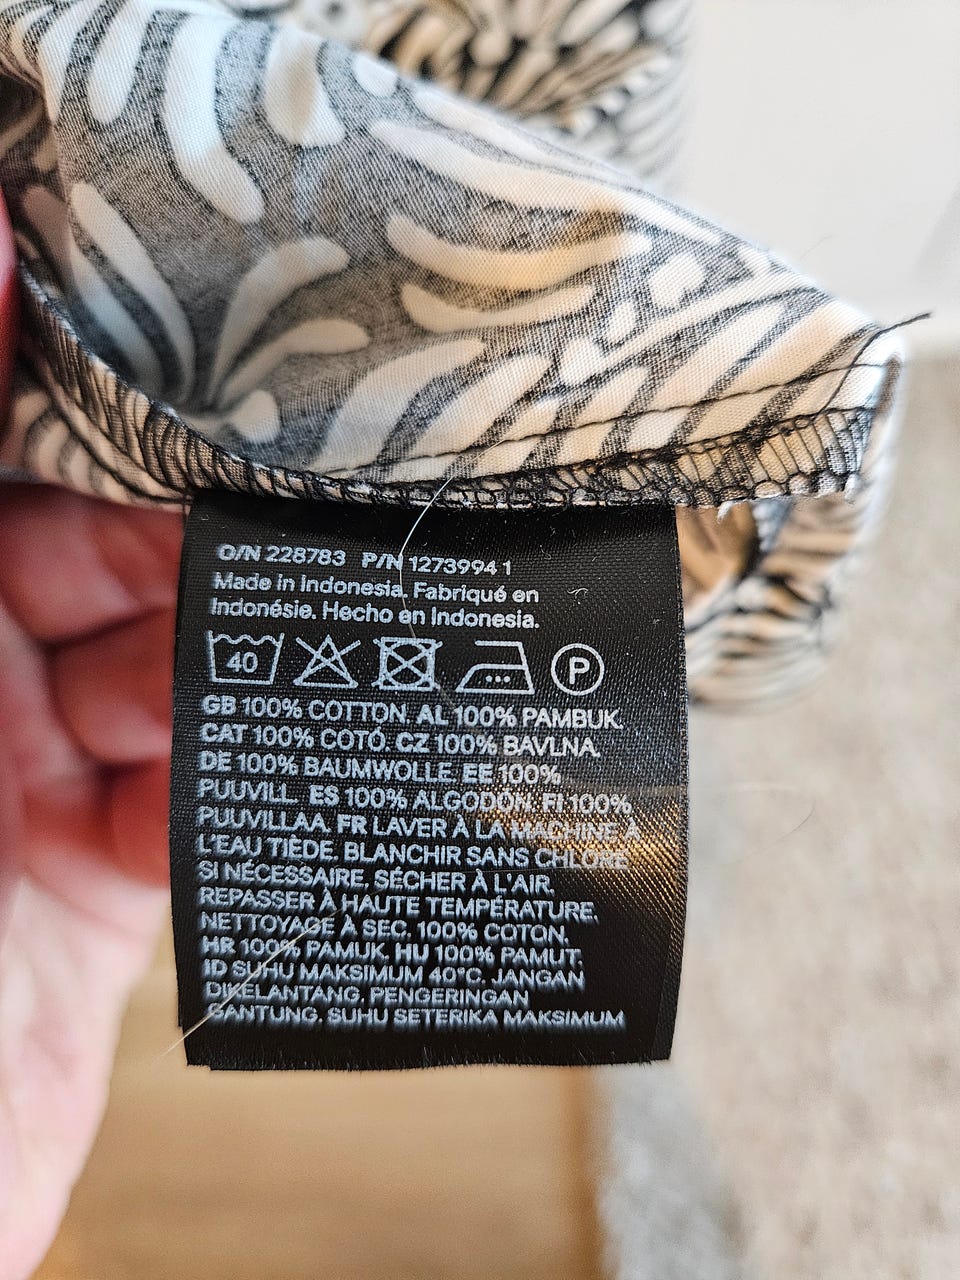 O/N 228783 P/N 12739941
Made in Indonesia. Fabriqué en
Indonésie. Hecho en Indonesia.
40 P
GB 100% COTTON. AL 100% PAMBUK.
CAT 100% COTÓ. CZ 100% BAVLNA.
DE 100% BAUMWOLLE. EE 100%
PUUVILL. ES 100% ALGODÓN. FI 100%
PUUVILLAA. FR LAVER À LA MACHINE À
L'EAU TIÈDE. BLANCHIR SANS CHLORE
SI NÉCESSAIRE. SÉCHER À L'AIR.
REPASSER À HAUTE TEMPÉRATURE.
NETTOYAGE À SEC. 100% COTON.
HR 100% PAMUK. HU 100% PAMUT.
ID SUHU MAKSIMUM 40°C. JANGAN
DIKELANTANG. PENGERINGAN
GANTUNG. SUHU SETERIKA MAKSIMUM